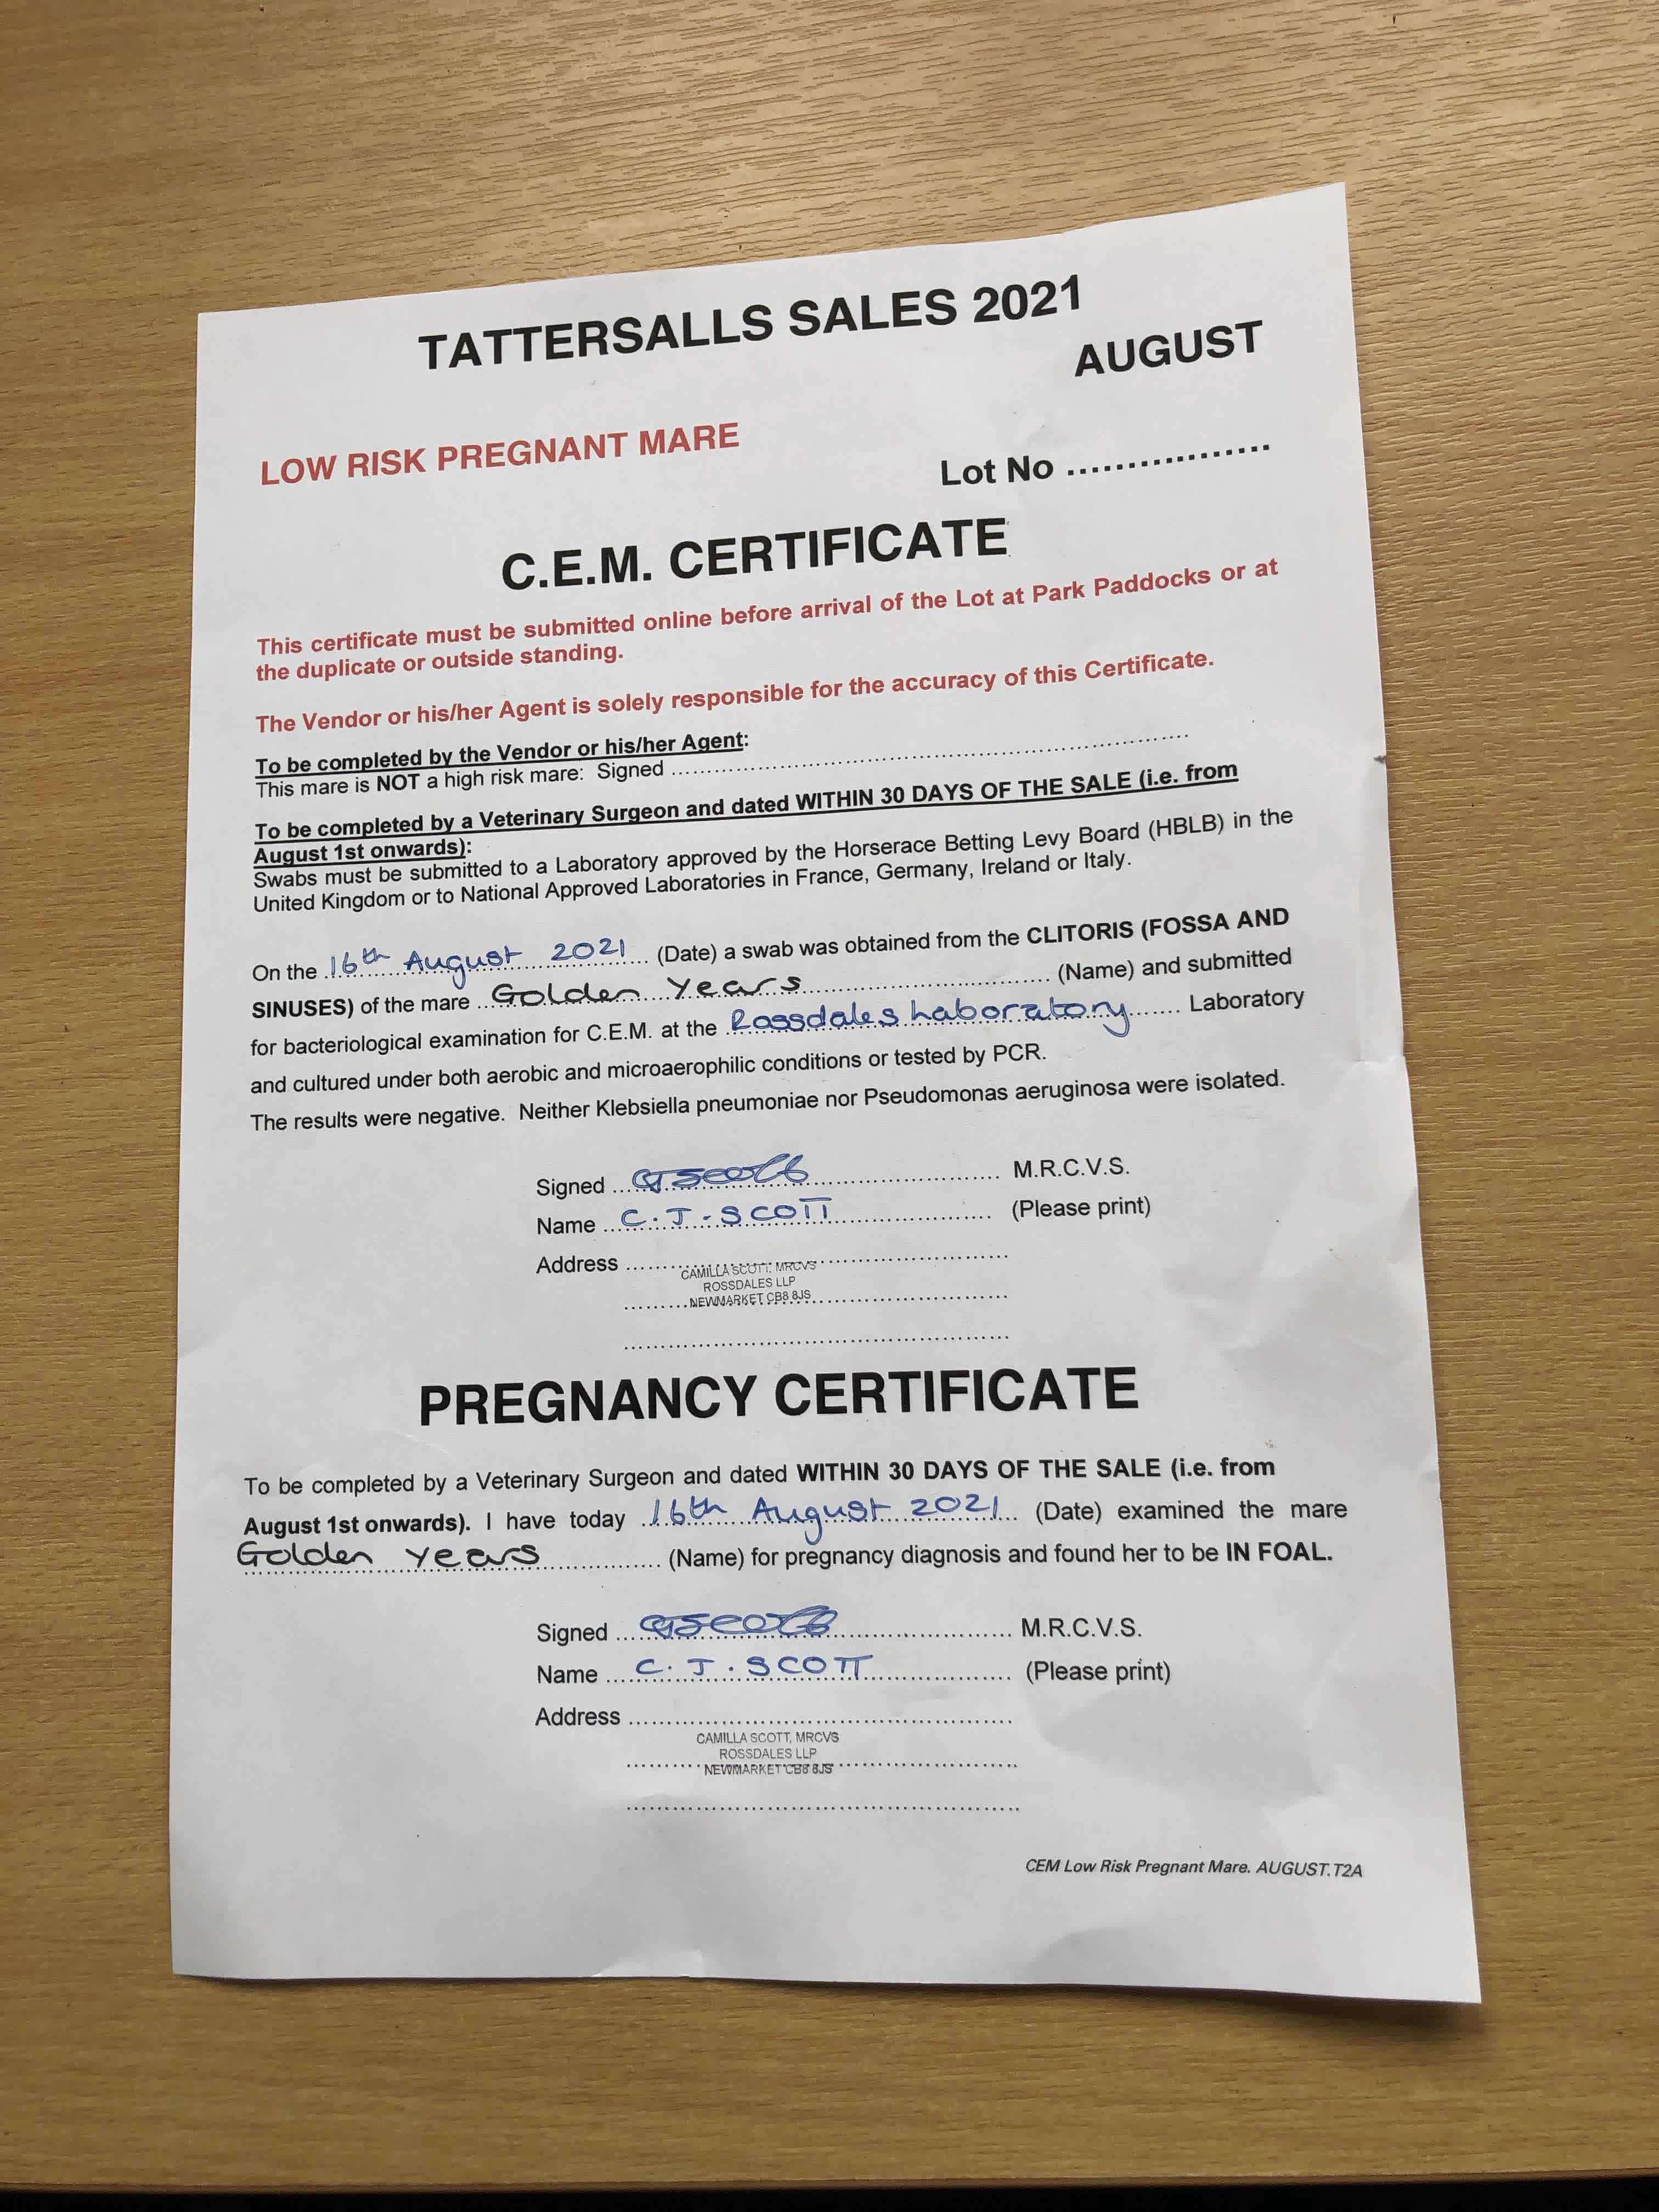 TATTERSALLS SALES 2021
AUGUST
LOW RISK PREGNANT MARE
Lot No ..................
C.E.M. CERTIFICATE
This certificate must be submitted online before arrival of the Lot at Park Paddocks or at
the duplicate or outside standing.
The Vendor or his/her Agent is solely responsible for the accuracy of this Certificate.
To be completed by the Vendor or his/her Agent:
This mare is NOT a high risk mare: Signed ..................
To be completed by a Veterinary Surgeon and dated WITHIN 30 DAYS OF THE SALE (i.e. from
August 1st onwards):
Swabs must be submitted to a Laboratory approved by the Horserace Betting Levy Board (HBLB) in the
United Kingdom or to National Approved Laboratories in France, Germany, Ireland or Italy.
On the 16th August 2021 (Date) a swab was obtained from the CLITORIS (FOSSA AND
SINUSES) of the mare Golden Years (Name) and submitted
for bacteriological examination for C.E.M. at the Rossdales Laboratory Laboratory
and cultured under both aerobic and microaerophilic conditions or tested by PCR.
The results were negative. Neither Klebsiella pneumoniae nor Pseudomonas aeruginosa were isolated.
Signed CJScott M.R.C.V.S.
Name C.J.SCOTT (Please print)
Address
CAMILLA SCOTT, MRCVS
ROSSDALES LLP
NEWMARKET CB8 8JS
PREGNANCY CERTIFICATE
To be completed by a Veterinary Surgeon and dated WITHIN 30 DAYS OF THE SALE (i.e. from
August 1st onwards). I have today 16th August 2021 (Date) examined the mare
Golden Years (Name) for pregnancy diagnosis and found her to be IN FOAL.
Signed CJScott M.R.C.V.S.
Name C.J.SCOTT (Please print)
Address
CAMILLA SCOTT, MRCVS
ROSSDALES LLP
NEWMARKET CB8 8JS
CEM Low Risk Pregnant Mare. AUGUST.T2A